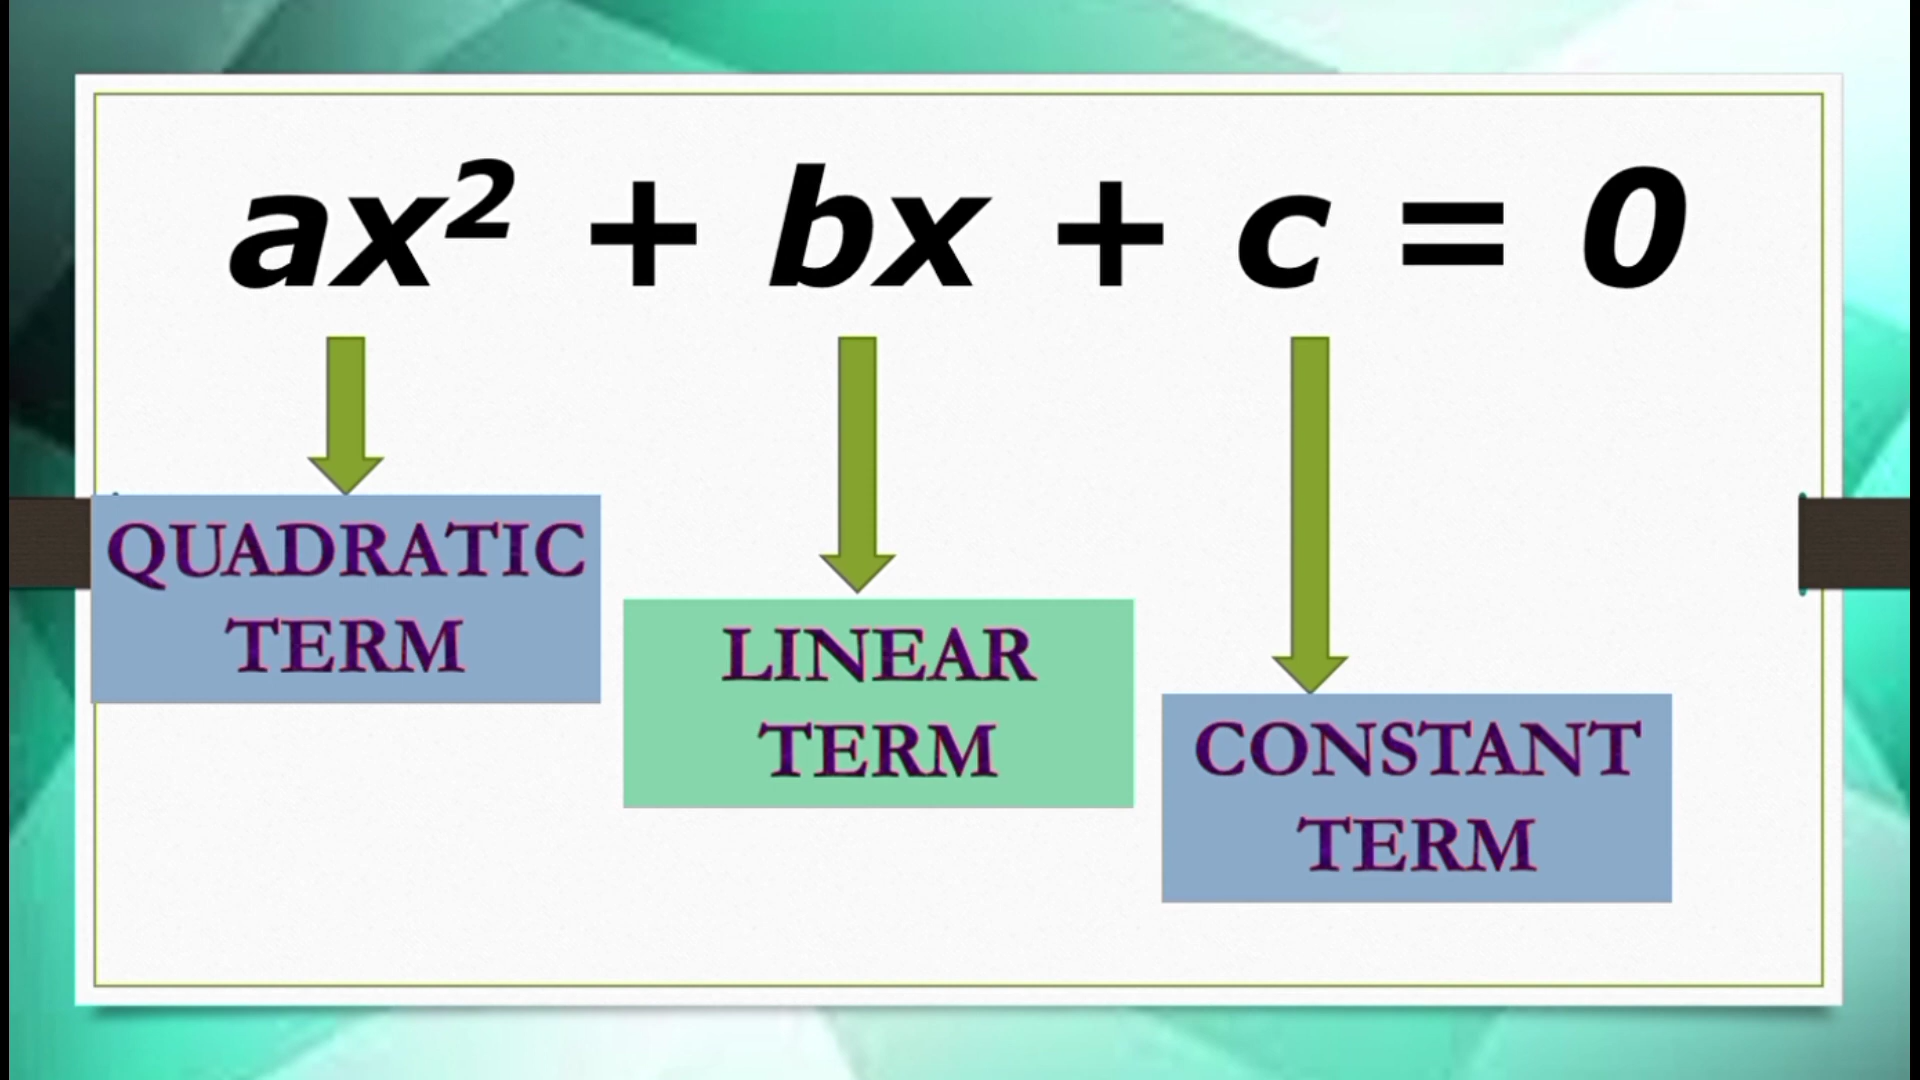 ax² + bx + c = 0
QUADRATIC
TERM
LINEAR
TERM
CONSTANT
TERM